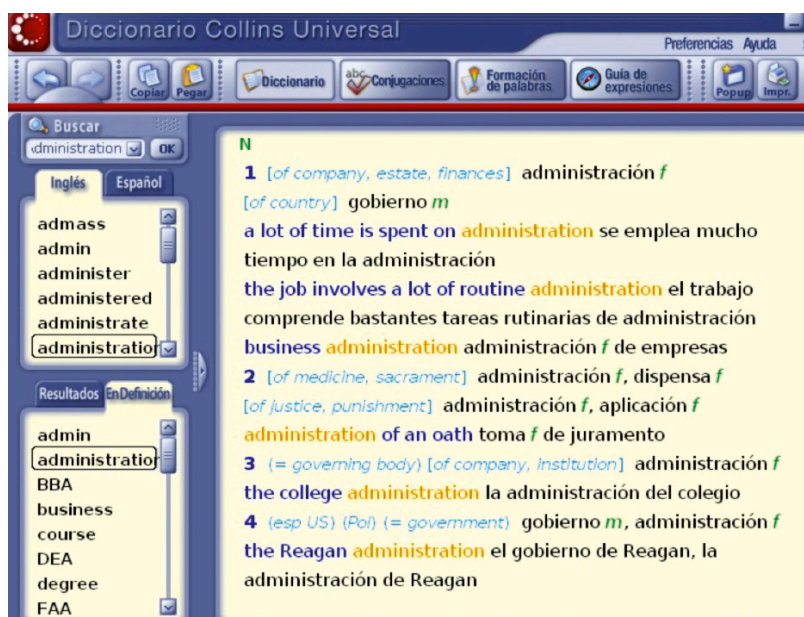 Diccionario Collins Universal
Preferencias Ayuda
Copiar Pegar Diccionario abc Conjugaciones Formación de palabras Guía de expresiones Popup Impr.
Buscar
dministration OK
Inglés Español
admass
admin
administer
administered
administrate
administration
Resultados EnDefinición
admin
administration
BBA
business
course
DEA
degree
FAA
N
1 [of company, estate, finances] administración f
[of country] gobierno m
a lot of time is spent on administration se emplea mucho
tiempo en la administración
the job involves a lot of routine administration el trabajo
comprende bastantes tareas rutinarias de administración
business administration administración f de empresas
2 [of medicine, sacrament] administración f, dispensa f
[of justice, punishment] administración f, aplicación f
administration of an oath toma f de juramento
3 (= governing body) [of company, institution] administración f
the college administration la administración del colegio
4 (esp US) (Pol) (= government) gobierno m, administración f
the Reagan administration el gobierno de Reagan, la
administración de Reagan